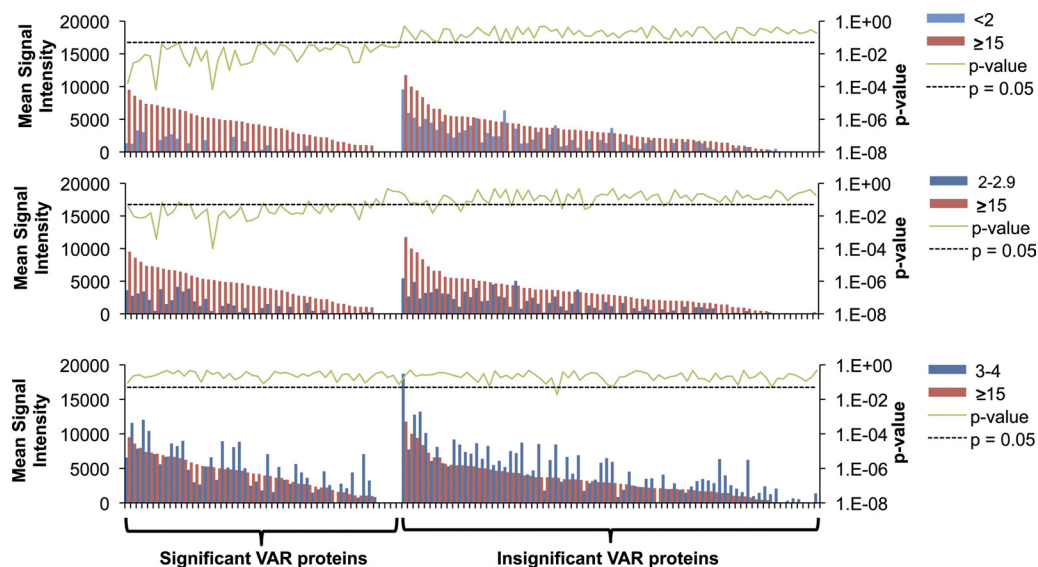 Mean Signal
Intensity
20000
15000
10000
5000
0
1.E+00
1.E-02
1.E-04
1.E-06
1.E-08
p-value
<2
≥15
p-value
p = 0.05
Mean Signal
Intensity
20000
15000
10000
5000
0
1.E+00
1.E-02
1.E-04
1.E-06
1.E-08
p-value
2-2.9
≥15
p-value
p = 0.05
Mean Signal
Intensity
20000
15000
10000
5000
0
1.E+00
1.E-02
1.E-04
1.E-06
1.E-08
p-value
3-4
≥15
p-value
p = 0.05
Significant VAR proteins
Insignificant VAR proteins